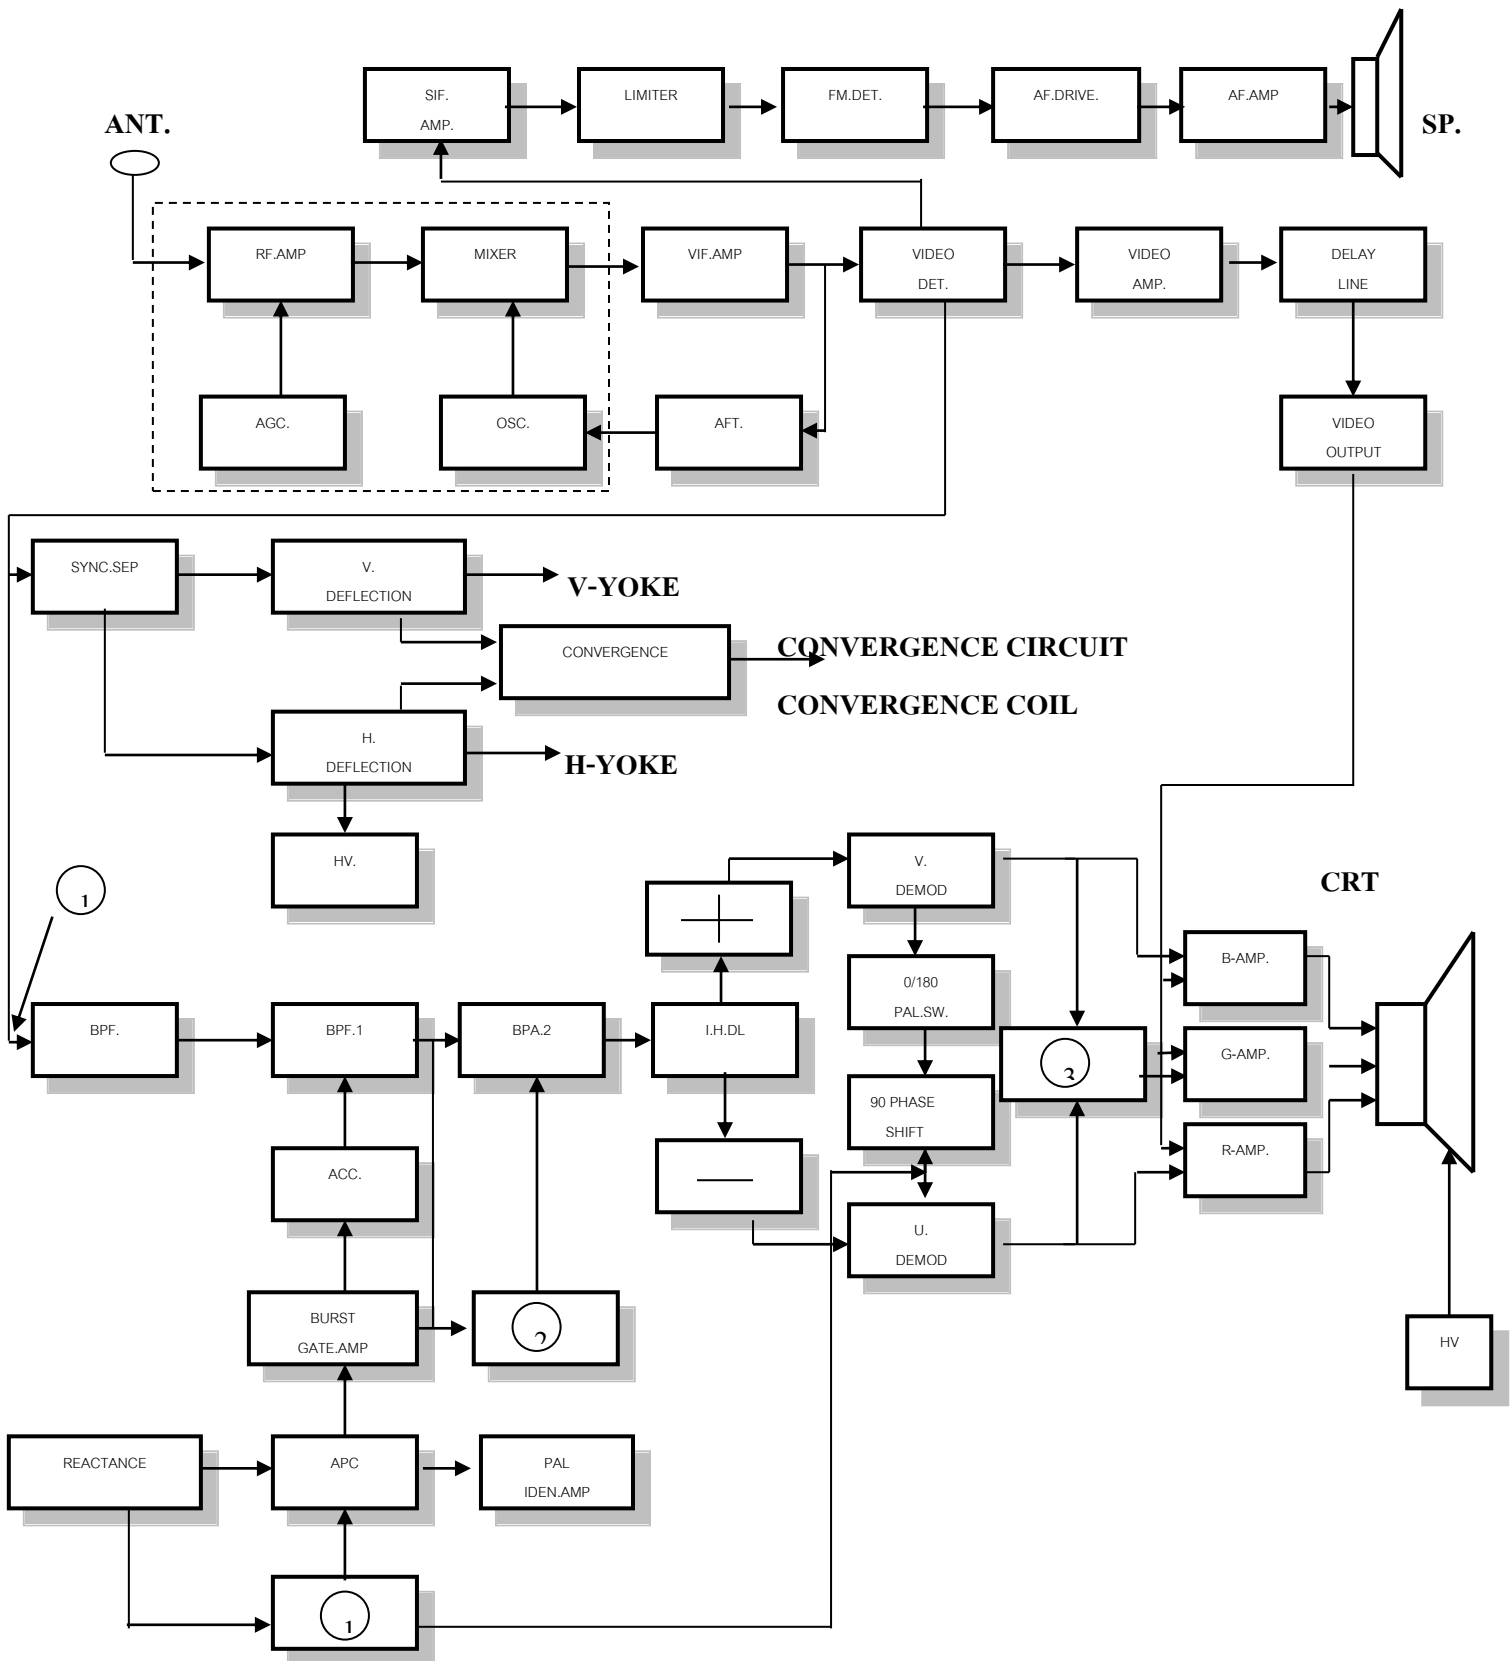 SIF.
AMP.
LIMITER
FM.DET.
AF.DRIVE.
AF.AMP
ANT.
SP.
RF.AMP
MIXER
VIF.AMP
VIDEO
DET.
VIDEO
AMP.
DELAY
LINE
AGC.
OSC.
AFT.
VIDEO
OUTPUT
SYNC.SEP
V.
DEFLECTION
V-YOKE
CONVERGENCE
CONVERGENCE CIRCUIT
CONVERGENCE COIL
H.
DEFLECTION
H-YOKE
HV.
1
V.
DEMOD
CRT
B-AMP.
0/180
PAL.SW.
BPF.
BPF.1
BPA.2
I.H.DL
3
G-AMP.
90 PHASE
SHIFT
R-AMP.
ACC.
U.
DEMOD
BURST
GATE.AMP
2
HV
REACTANCE
APC
PAL
IDEN.AMP
1